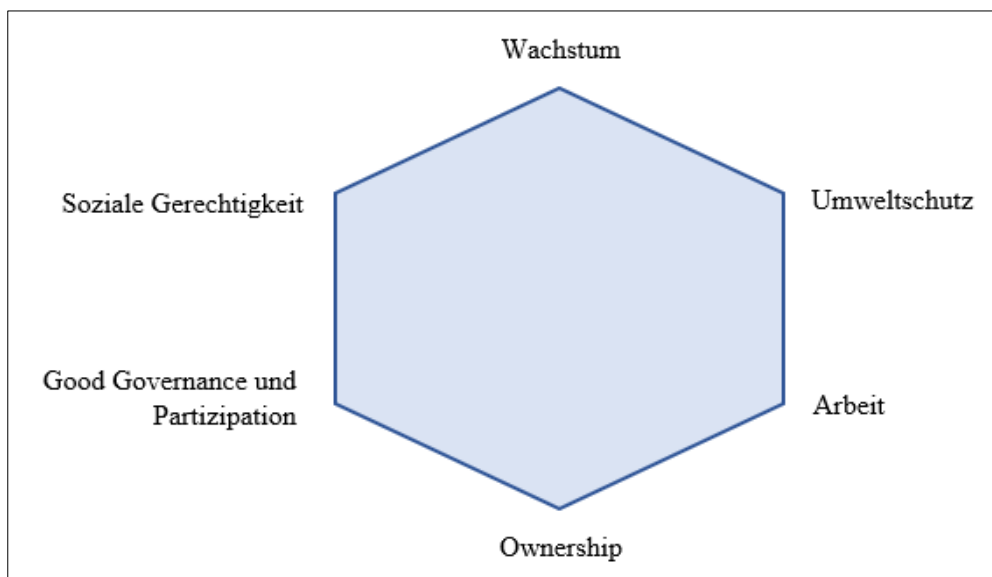 Wachstum
Soziale Gerechtigkeit
Umweltschutz
Good Governance und
Partizipation
Arbeit
Ownership